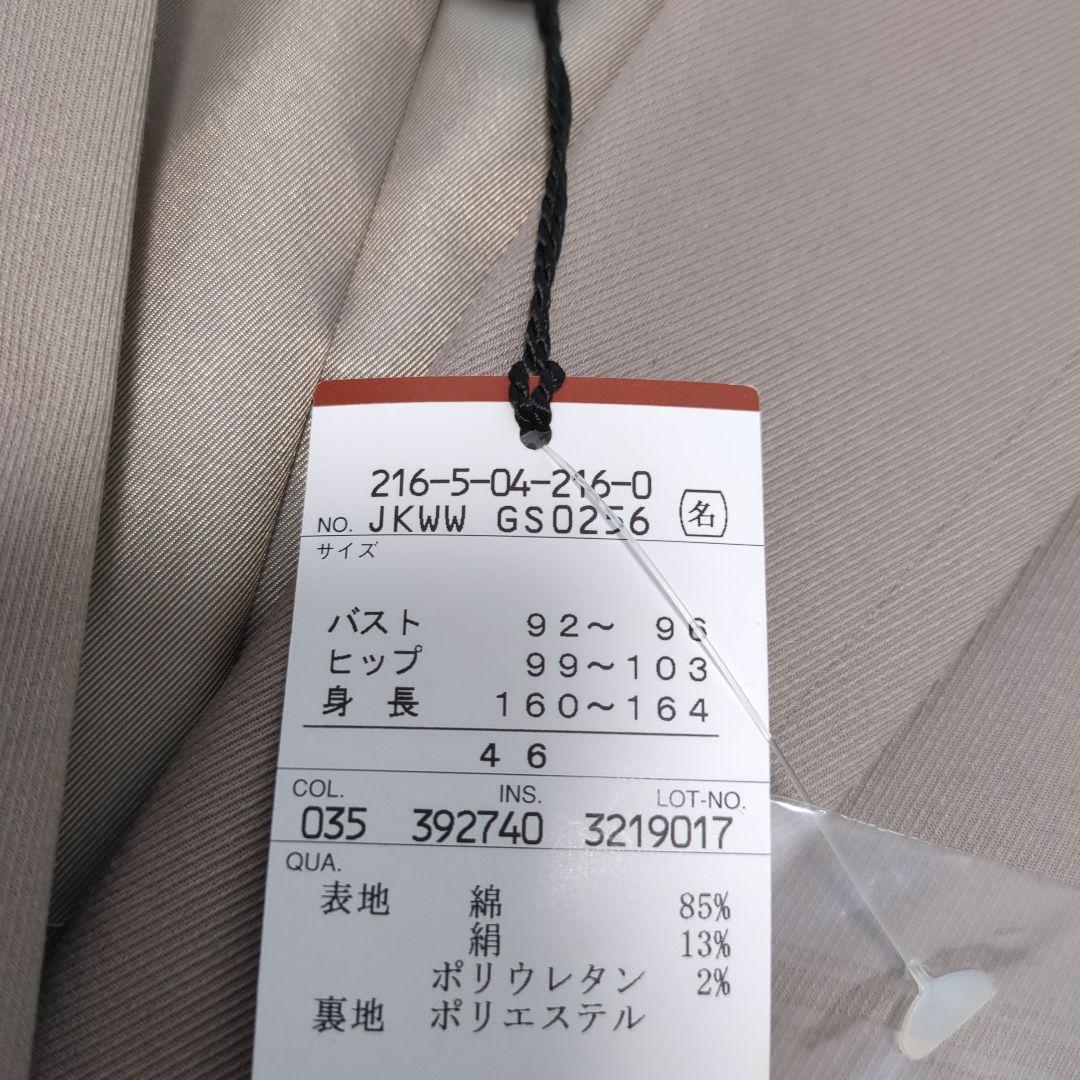 216-5-04-216-0
NO. JKWW GS0256 名
サイズ
バスト 92～ 96
ヒップ 99～103
身 長 160～164
46
COL. INS. LOT-NO.
035 392740 3219017
QUA.
表地 綿 85%
絹 13%
ポリウレタン 2%
裏地 ポリエステル